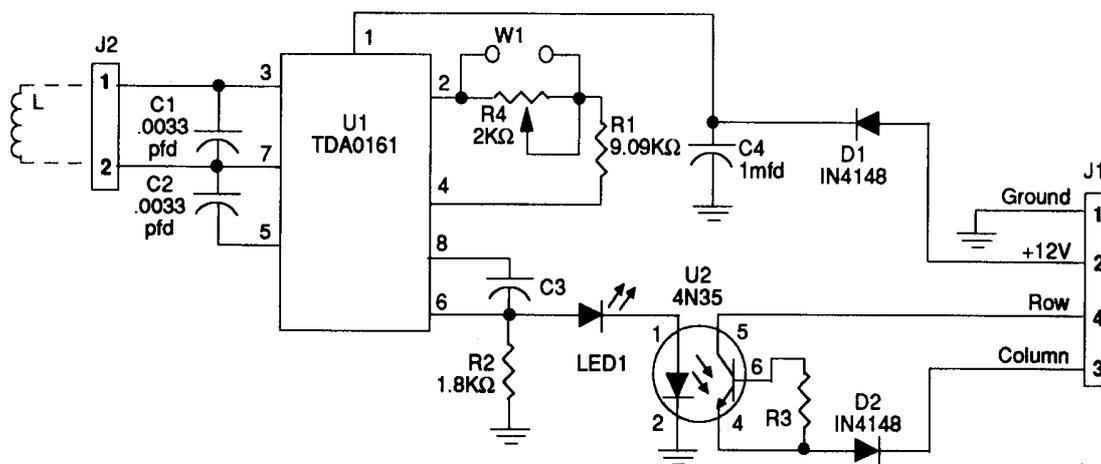 J2
1
2
L
C1
.0033
pfd
C2
.0033
pfd
3
7
5
U1
TDA0161
1
2
4
8
6
W1
R4
2KΩ
R1
9.09KΩ
C4
1mfd
D1
IN4148
J1
Ground
1
+12V
2
Row
4
Column
3
C3
R2
1.8KΩ
LED1
U2
4N35
1
2
5
6
4
R3
D2
IN4148